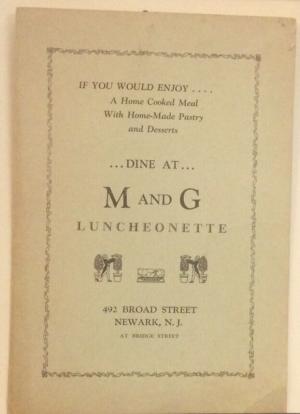 IF YOU WOULD ENJOY . . . .
A Home Cooked Meal
With Home-Made Pastry
and Desserts
. . . DINE AT . . .
M AND G
LUNCHEONETTE
492 BROAD STREET
NEWARK, N. J.
AT BRIDGE STREET